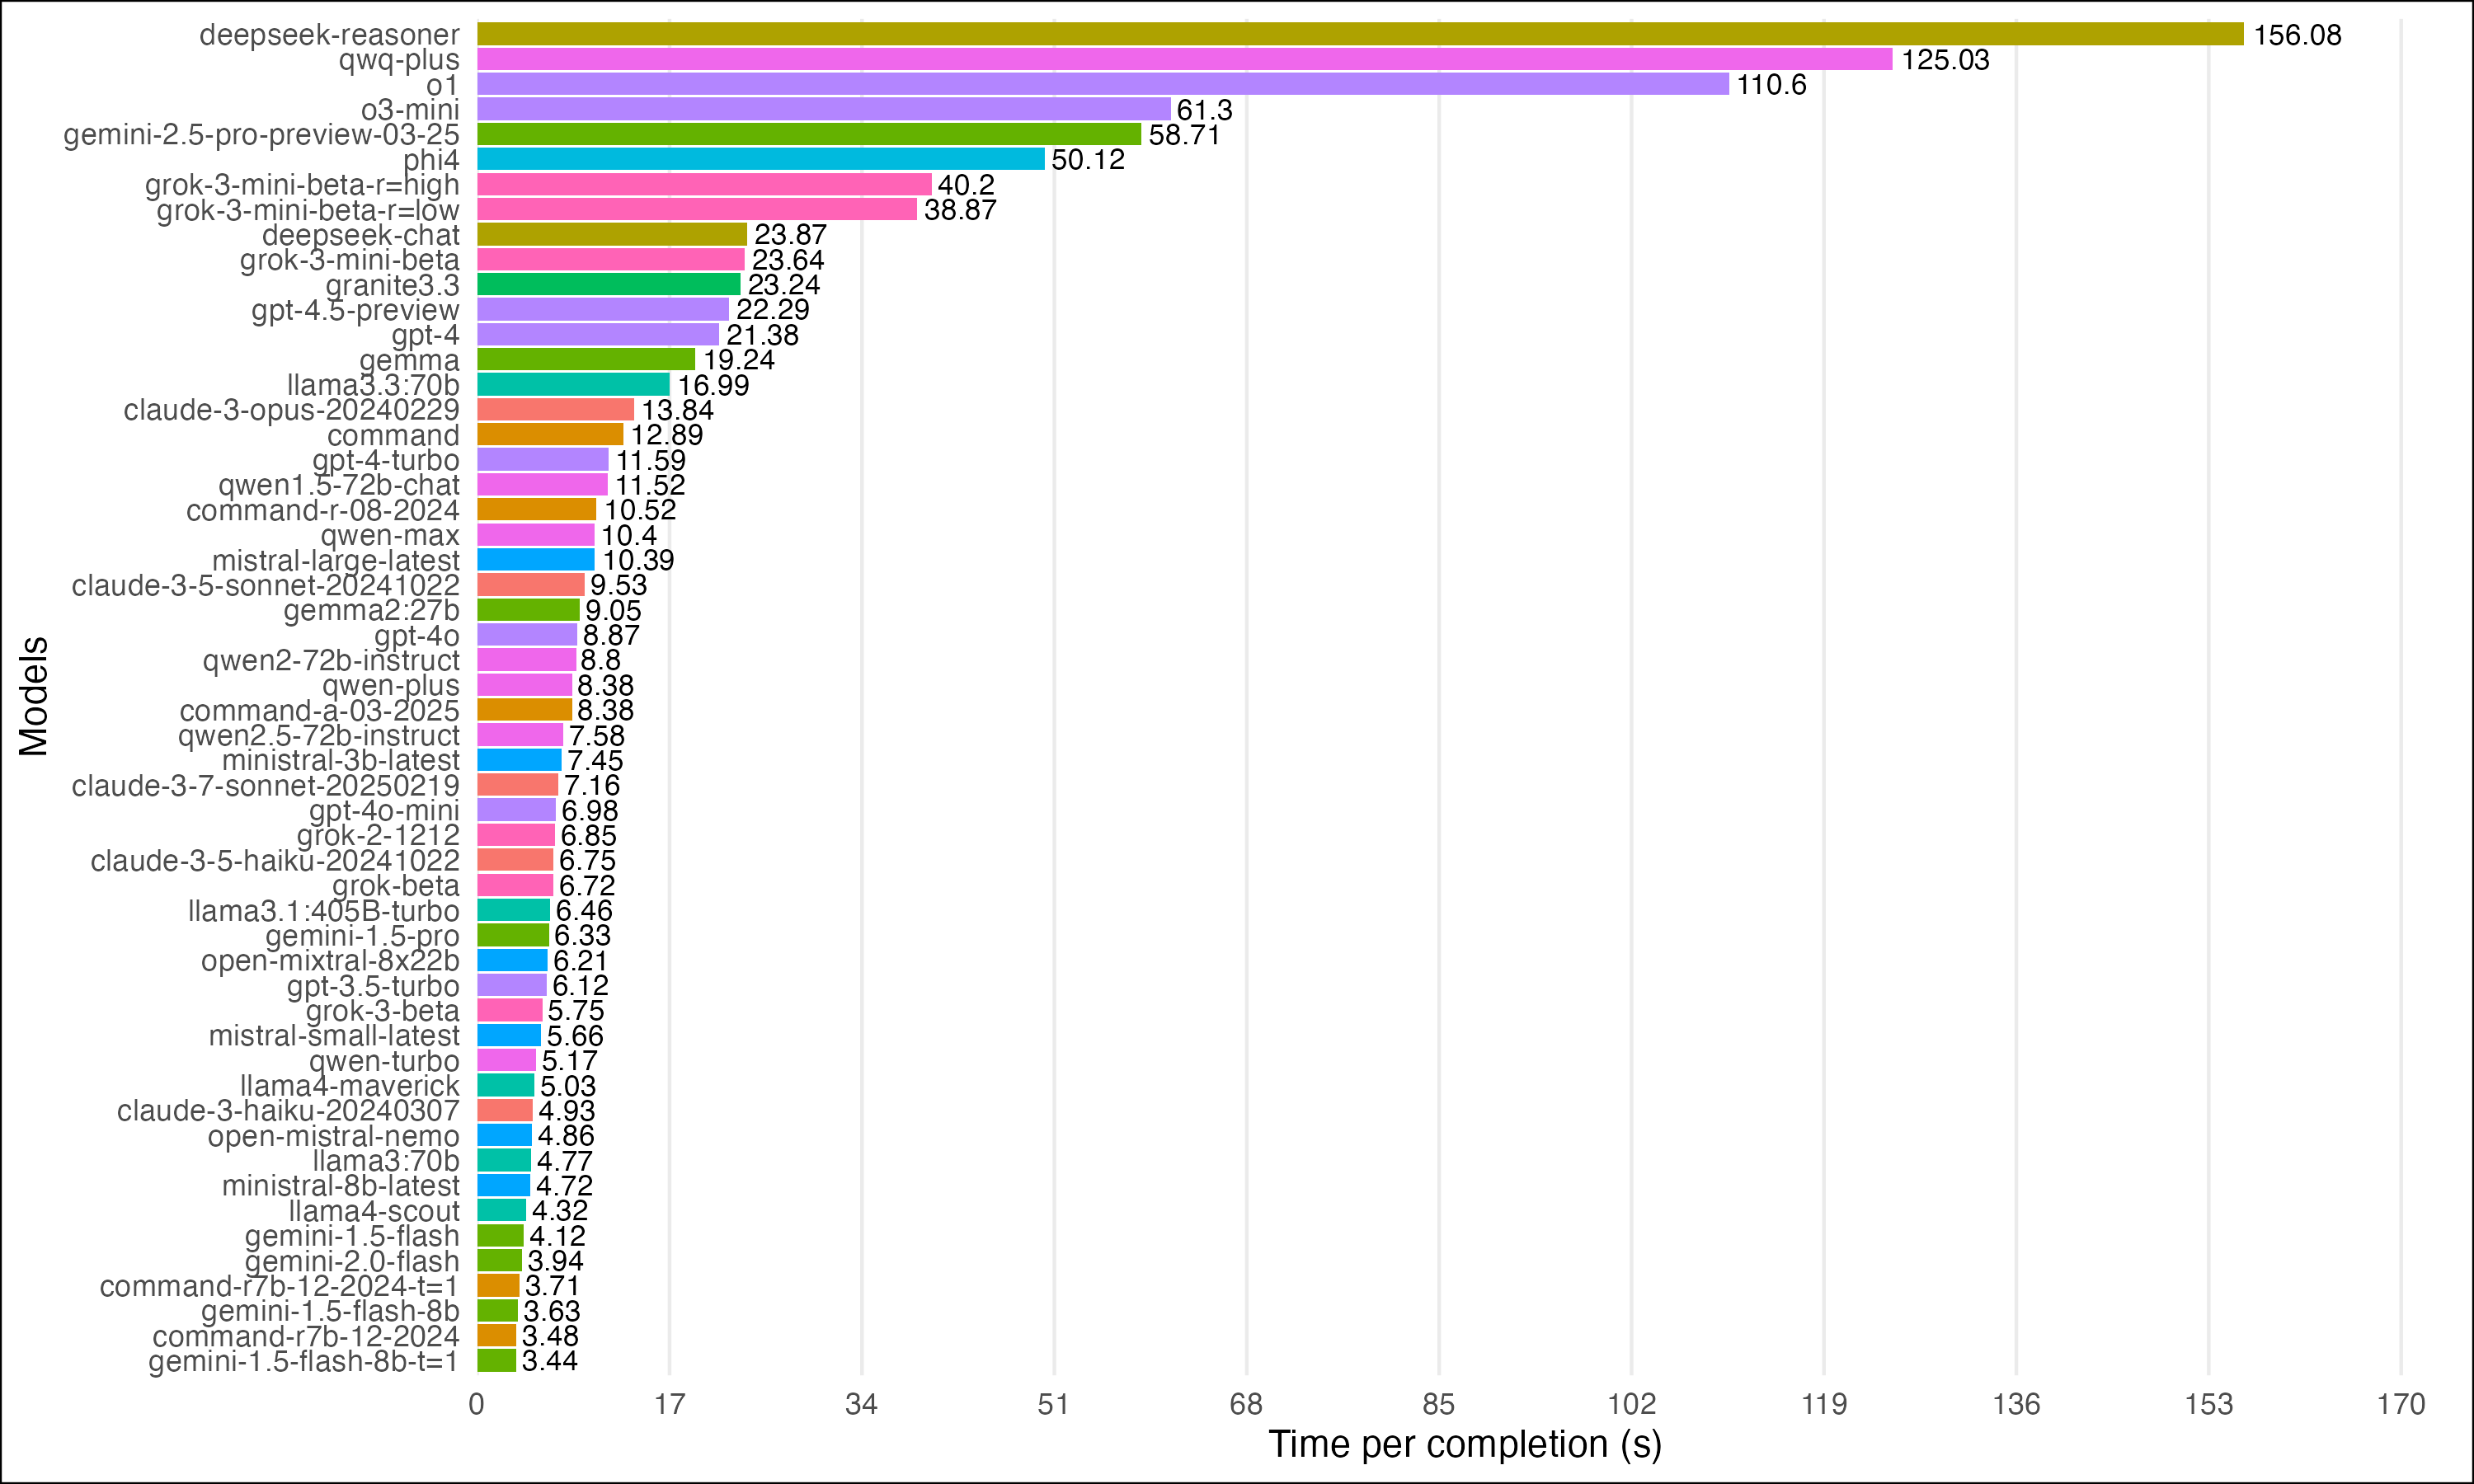 deepseek-reasoner 156.08
qwq-plus 125.03
o1 110.6
o3-mini 61.3
gemini-2.5-pro-preview-03-25 58.71
phi4 50.12
grok-3-mini-beta-r=high 40.2
grok-3-mini-beta-r=low 38.87
deepseek-chat 23.87
grok-3-mini-beta 23.64
granite3.3 23.24
gpt-4.5-preview 22.29
gpt-4 21.38
gemma 19.24
llama3.3:70b 16.99
claude-3-opus-20240229 13.84
command 12.89
gpt-4-turbo 11.59
qwen1.5-72b-chat 11.52
command-r-08-2024 10.52
qwen-max 10.4
mistral-large-latest 10.39
claude-3-5-sonnet-20241022 9.53
gemma2:27b 9.05
gpt-4o 8.87
qwen2-72b-instruct 8.8
qwen-plus 8.38
command-a-03-2025 8.38
qwen2.5-72b-instruct 7.58
ministral-3b-latest 7.45
claude-3-7-sonnet-20250219 7.16
gpt-4o-mini 6.98
grok-2-1212 6.85
claude-3-5-haiku-20241022 6.75
grok-beta 6.72
llama3.1:405B-turbo 6.46
gemini-1.5-pro 6.33
open-mixtral-8x22b 6.21
gpt-3.5-turbo 6.12
grok-3-beta 5.75
mistral-small-latest 5.66
qwen-turbo 5.17
llama4-maverick 5.03
claude-3-haiku-20240307 4.93
open-mistral-nemo 4.86
llama3:70b 4.77
ministral-8b-latest 4.72
llama4-scout 4.32
gemini-1.5-flash 4.12
gemini-2.0-flash 3.94
command-r7b-12-2024-t=1 3.71
gemini-1.5-flash-8b 3.63
command-r7b-12-2024 3.48
gemini-1.5-flash-8b-t=1 3.44
Models
0 17 34 51 68 85 102 119 136 153 170
Time per completion (s)